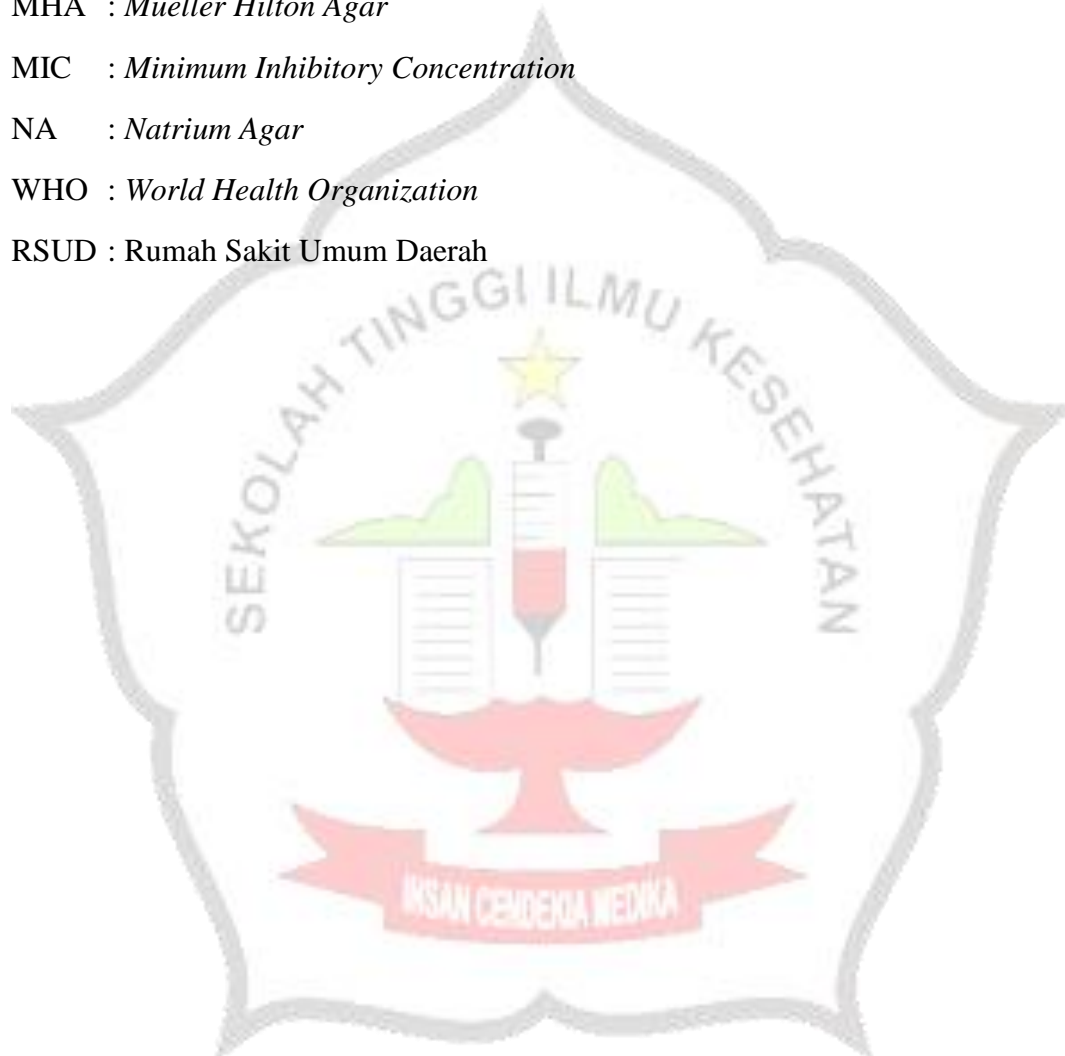 MHA : Mueller Hilton Agar
MIC : Minimum Inhibitory Concentration
NA : Natrium Agar
WHO : World Health Organization
RSUD : Rumah Sakit Umum Daerah
SEKOLAH TINGGI ILMU KESEHATAN
INSAN CENDEKIA MEDIKA